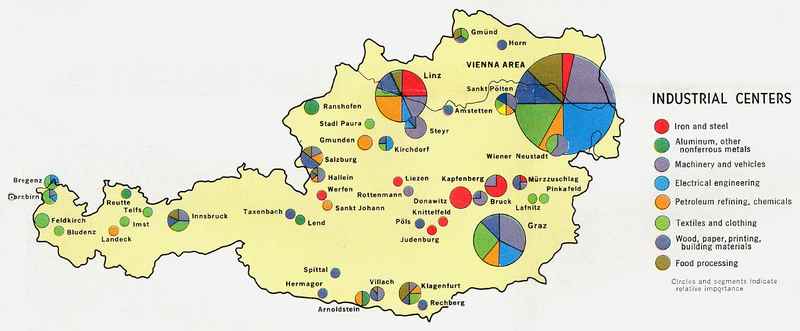 Gmünd
Horn
VIENNA AREA
Linz
Sankt Pölten
Ranshofen
Amstetten
Stadl Paura
Steyr
Gmunden
Kirchdorf
Wiener Neustadt
Salzburg
Hallein
Liezen
Kapfenberg
Mürzzuschlag
Bregenz
Werfen
Rottenmann
Pinkafeld
Dornbirn
Reutte
Donawitz
Bruck
Lafnitz
Telfs
Sankt Johann
Feldkirch
Imst
Innsbruck
Taxenbach
Knittelfeld
Bludenz
Landeck
Lend
Pöls
Graz
Judenburg
Spittal
Hermagor
Villach
Klagenfurt
Arnoldstein
Rechberg
INDUSTRIAL CENTERS
Iron and steel
Aluminum, other
nonferrous metals
Machinery and vehicles
Electrical engineering
Petroleum refining, chemicals
Textiles and clothing
Wood, paper, printing,
building materials
Food processing
Circles and segments indicate
relative importance